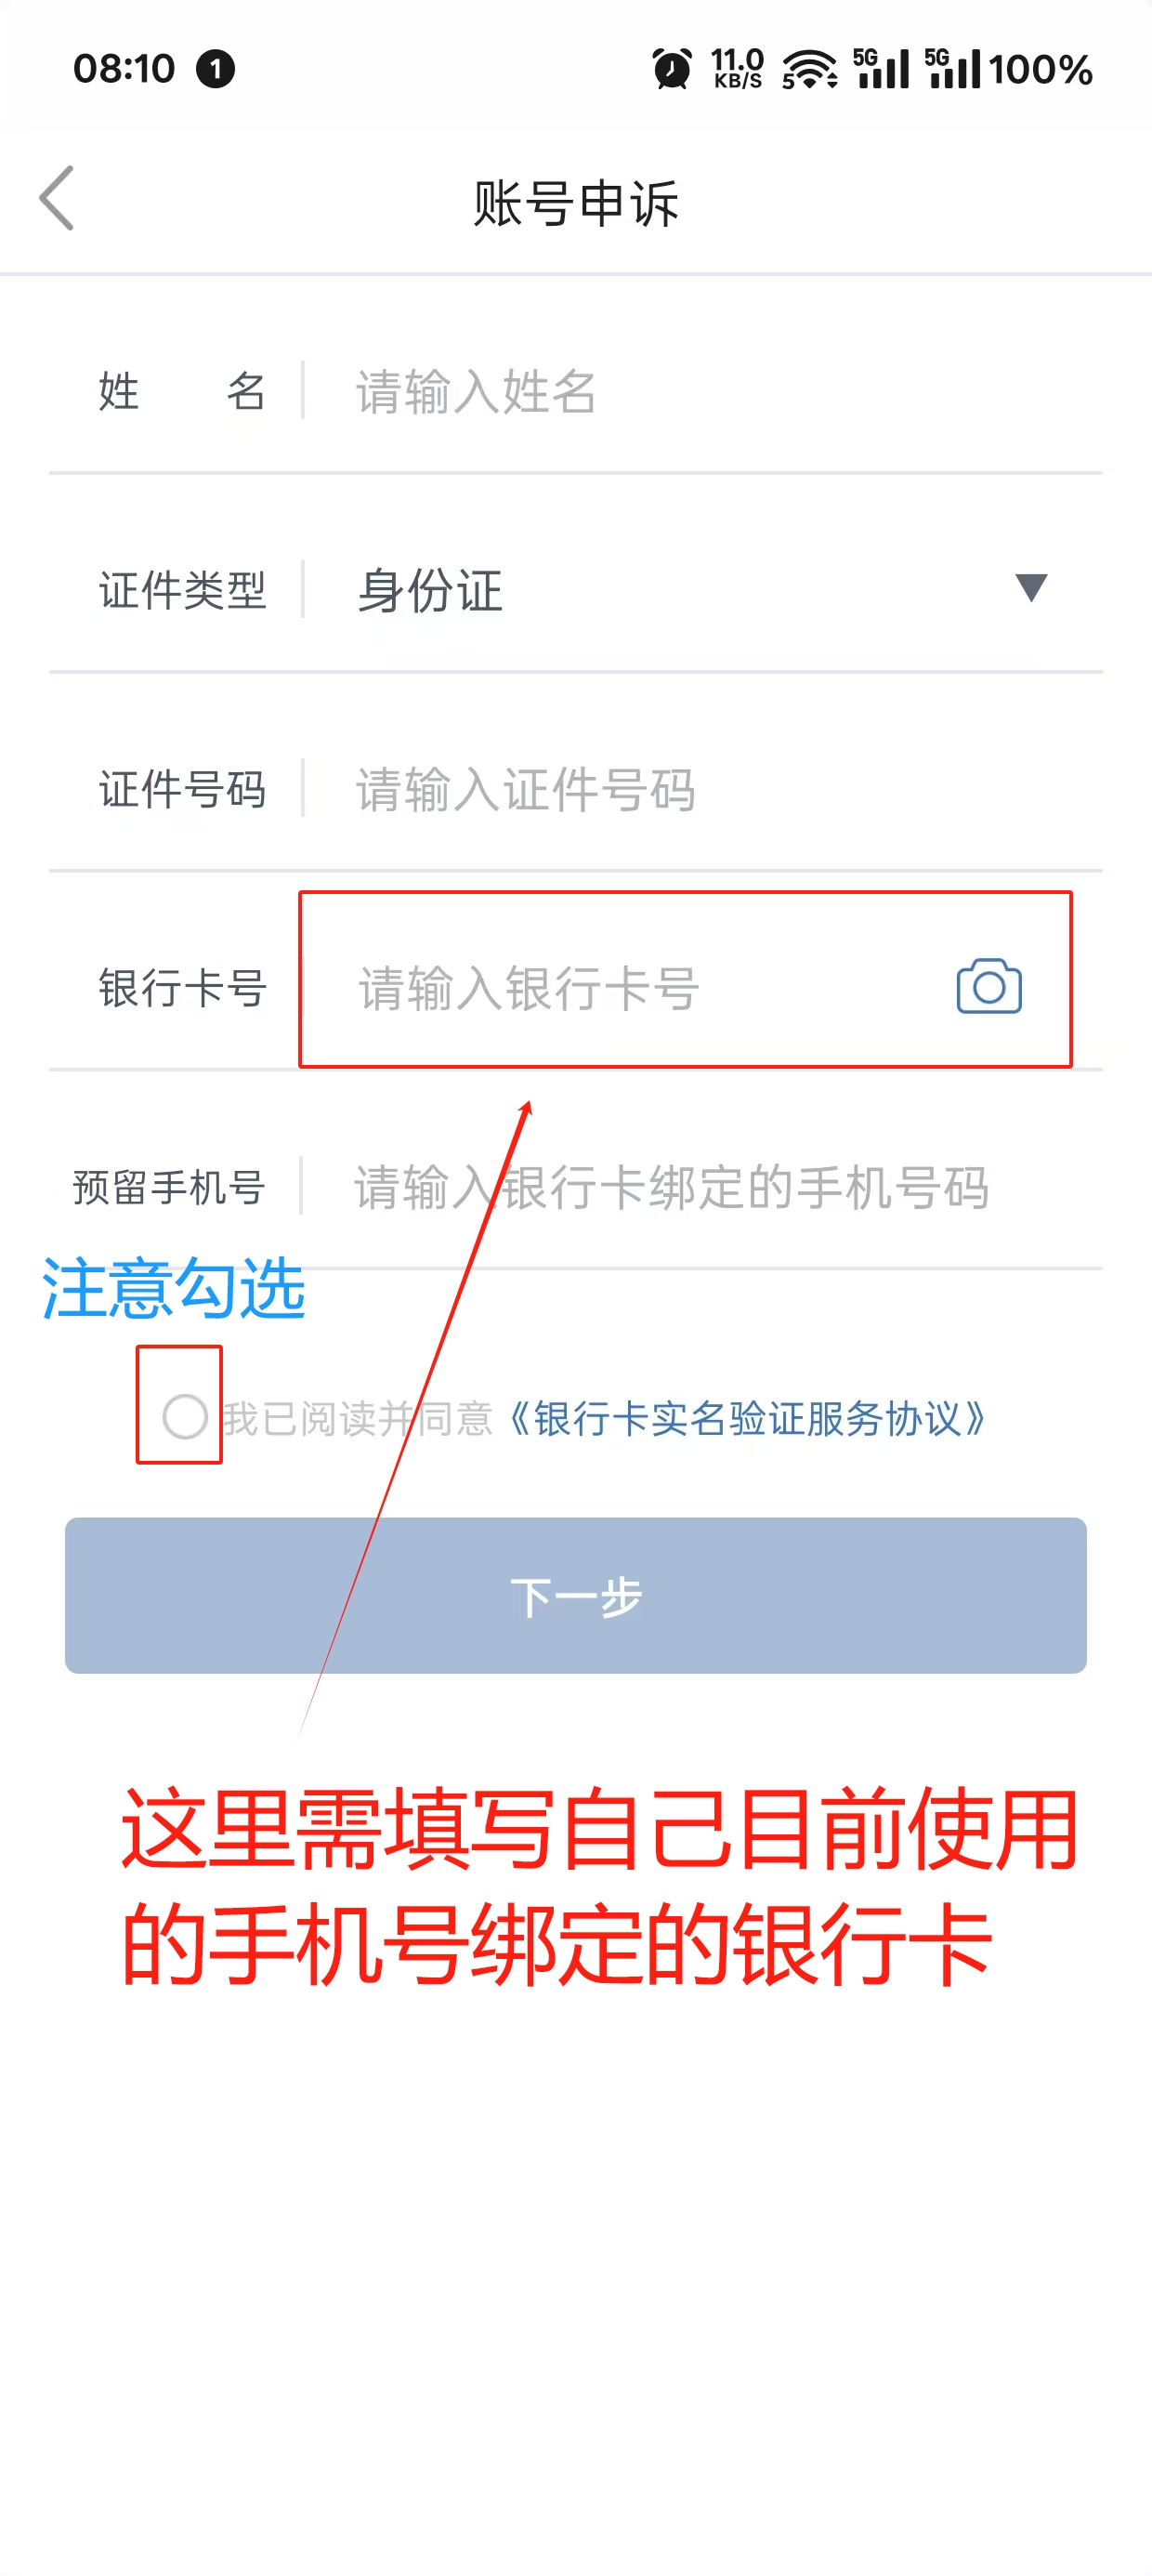 08:10 1 11.0 KB/S 5 5G 5G 100%
账号申诉
姓 名 请输入姓名
证件类型 身份证
证件号码 请输入证件号码
银行卡号 请输入银行卡号
预留手机号 请输入银行卡绑定的手机号码
注意勾选
我已阅读并同意《银行卡实名验证服务协议》
下一步
这里需填写自己目前使用
的手机号绑定的银行卡